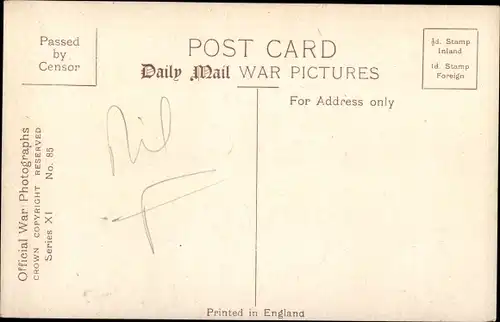 Passed
by
Censor
POST CARD
Daily Mail WAR PICTURES
½d. Stamp
Inland
1d. Stamp
Foreign
For Address only
Official War Photographs
CROWN COPYRIGHT RESERVED
Series XI No. 85
Printed in England